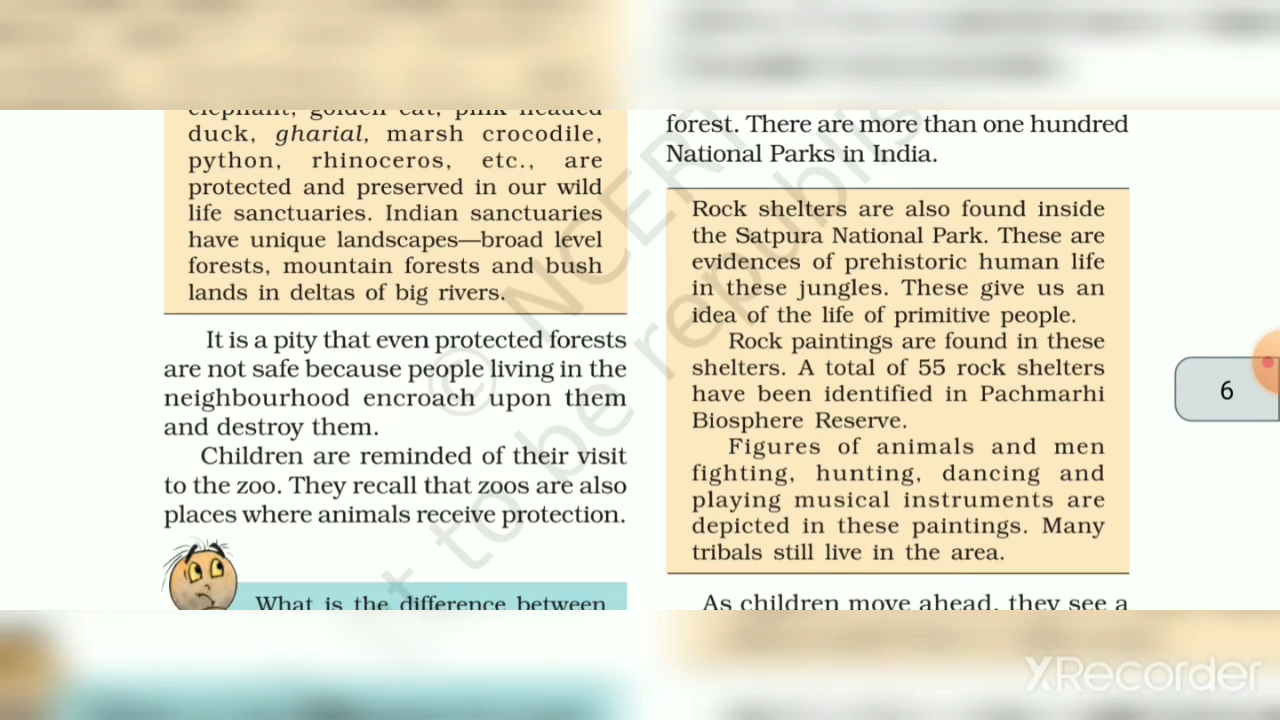 elephant, golden cat, pink headed
duck, gharial, marsh crocodile,
python, rhinoceros, etc., are
protected and preserved in our wild
life sanctuaries. Indian sanctuaries
have unique landscapes—broad level
forests, mountain forests and bush
lands in deltas of big rivers.
It is a pity that even protected forests
are not safe because people living in the
neighbourhood encroach upon them
and destroy them.
Children are reminded of their visit
to the zoo. They recall that zoos are also
places where animals receive protection.
What is the difference between
forest. There are more than one hundred
National Parks in India.
Rock shelters are also found inside
the Satpura National Park. These are
evidences of prehistoric human life
in these jungles. These give us an
idea of the life of primitive people.
Rock paintings are found in these
shelters. A total of 55 rock shelters
have been identified in Pachmarhi
Biosphere Reserve.
Figures of animals and men
fighting, hunting, dancing and
playing musical instruments are
depicted in these paintings. Many
tribals still live in the area.
As children move ahead, they see a
6
© NCERT
to be republis
XRecorder